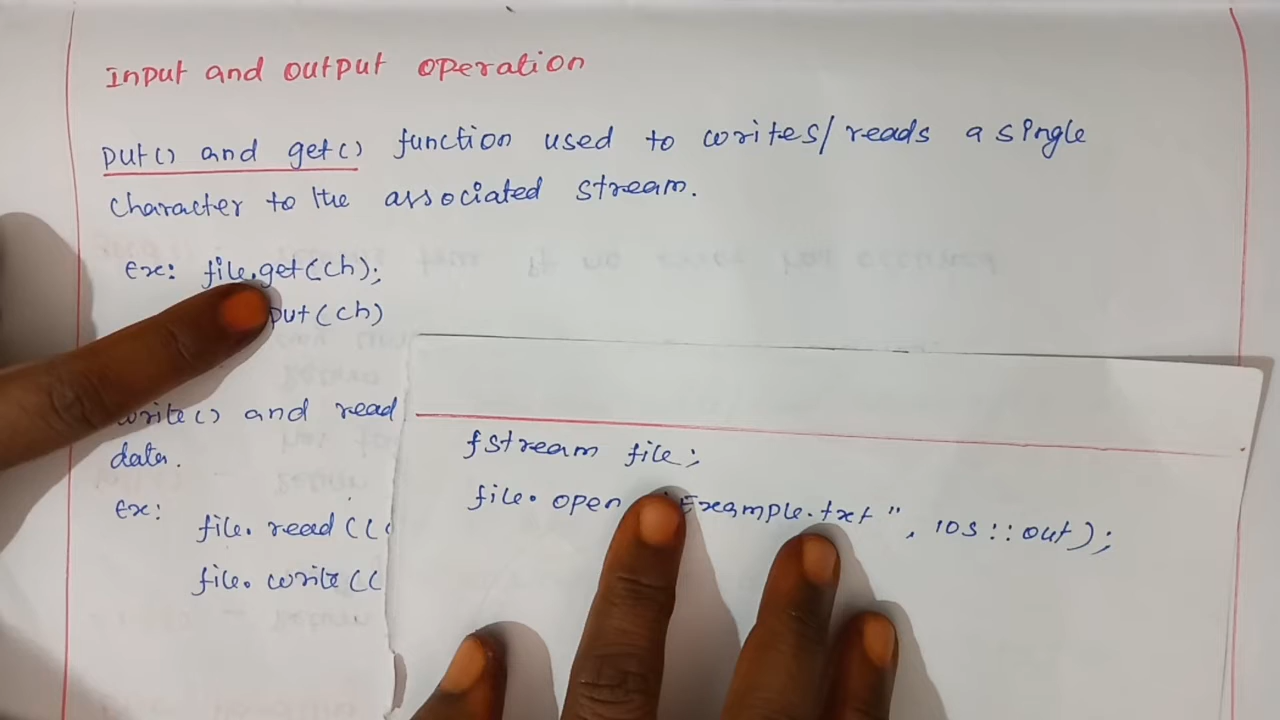 Input and output operation
put() and get() function used to writes/reads a single
character to the associated stream.
Ex: file.get(ch);
put(ch)
write() and read
data.
Ex:
file. read ((
file. write ((
fstream file;
file. open "Example.txt", ios::out);